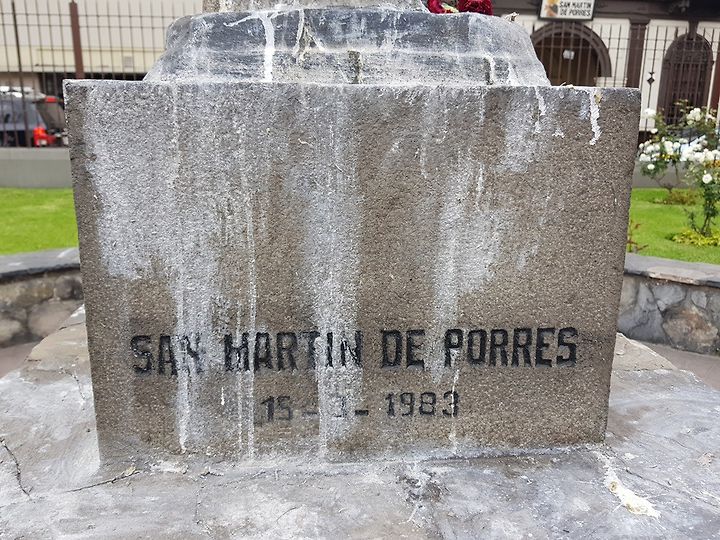 SAN MARTIN
DE PORRES
SAN MARTIN DE PORRES
15 - 3 - 1983